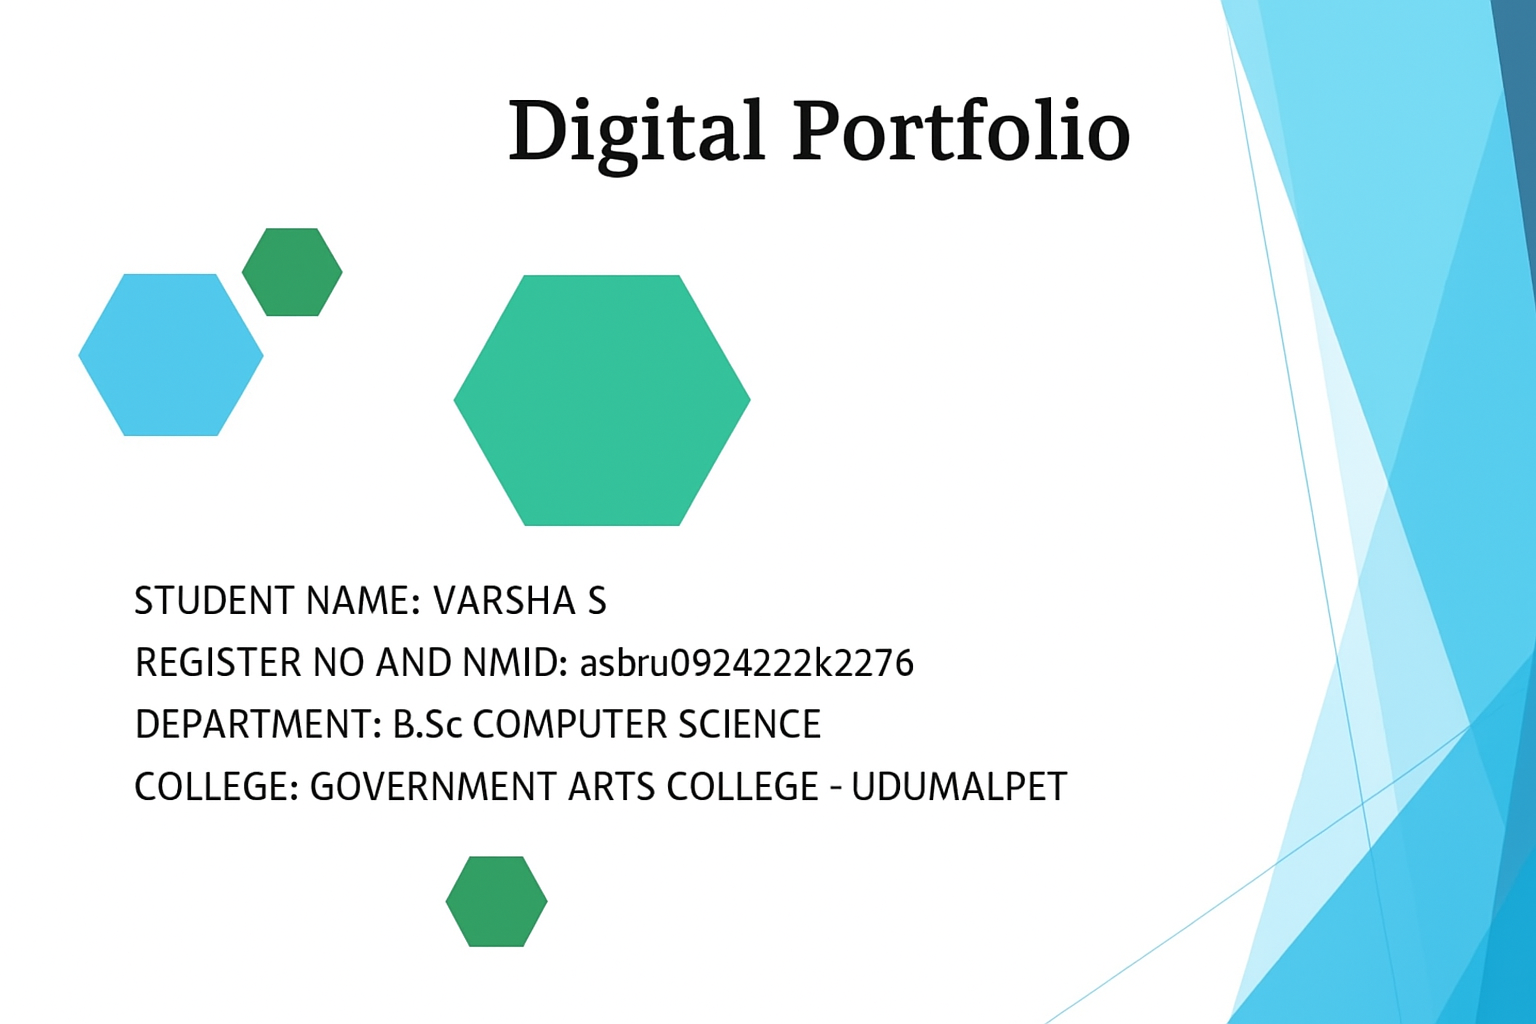 Digital Portfolio
STUDENT NAME: VARSHA S
REGISTER NO AND NMID: asbru0924222k2276
DEPARTMENT: B.Sc COMPUTER SCIENCE
COLLEGE: GOVERNMENT ARTS COLLEGE - UDUMALPET